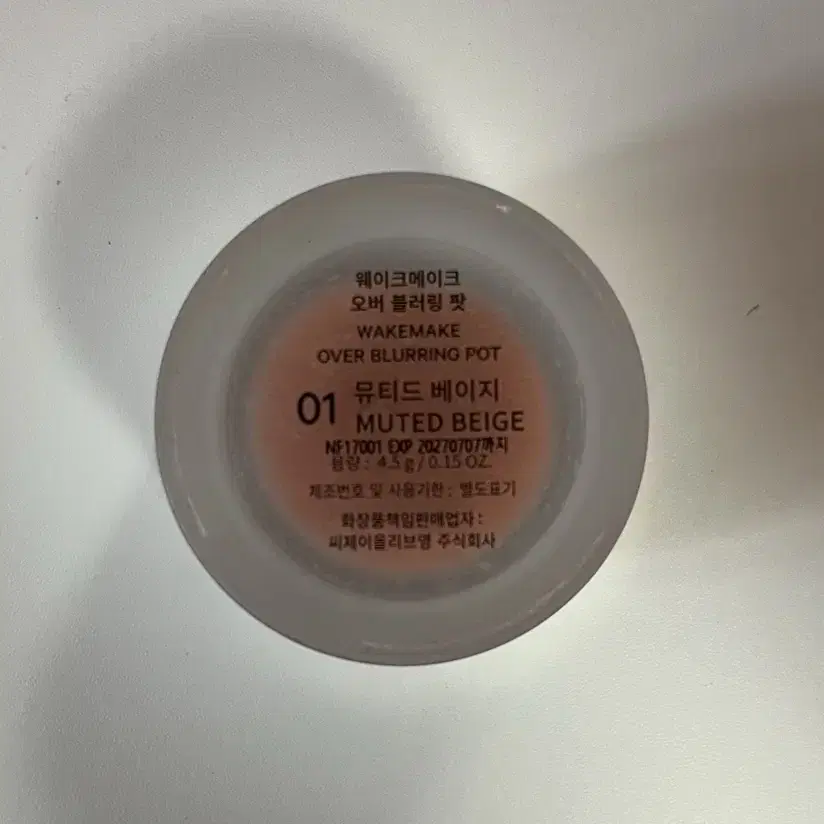 웨이크메이크
오버 블러링 팟
WAKEMAKE
OVER BLURRING POT
01 뮤티드 베이지
MUTED BEIGE
NF17001 EXP 20270707까지
용량 : 4.5 g / 0.15 OZ.
제조번호 및 사용기한 : 별도표기
화장품책임판매업자 :
씨제이올리브영 주식회사